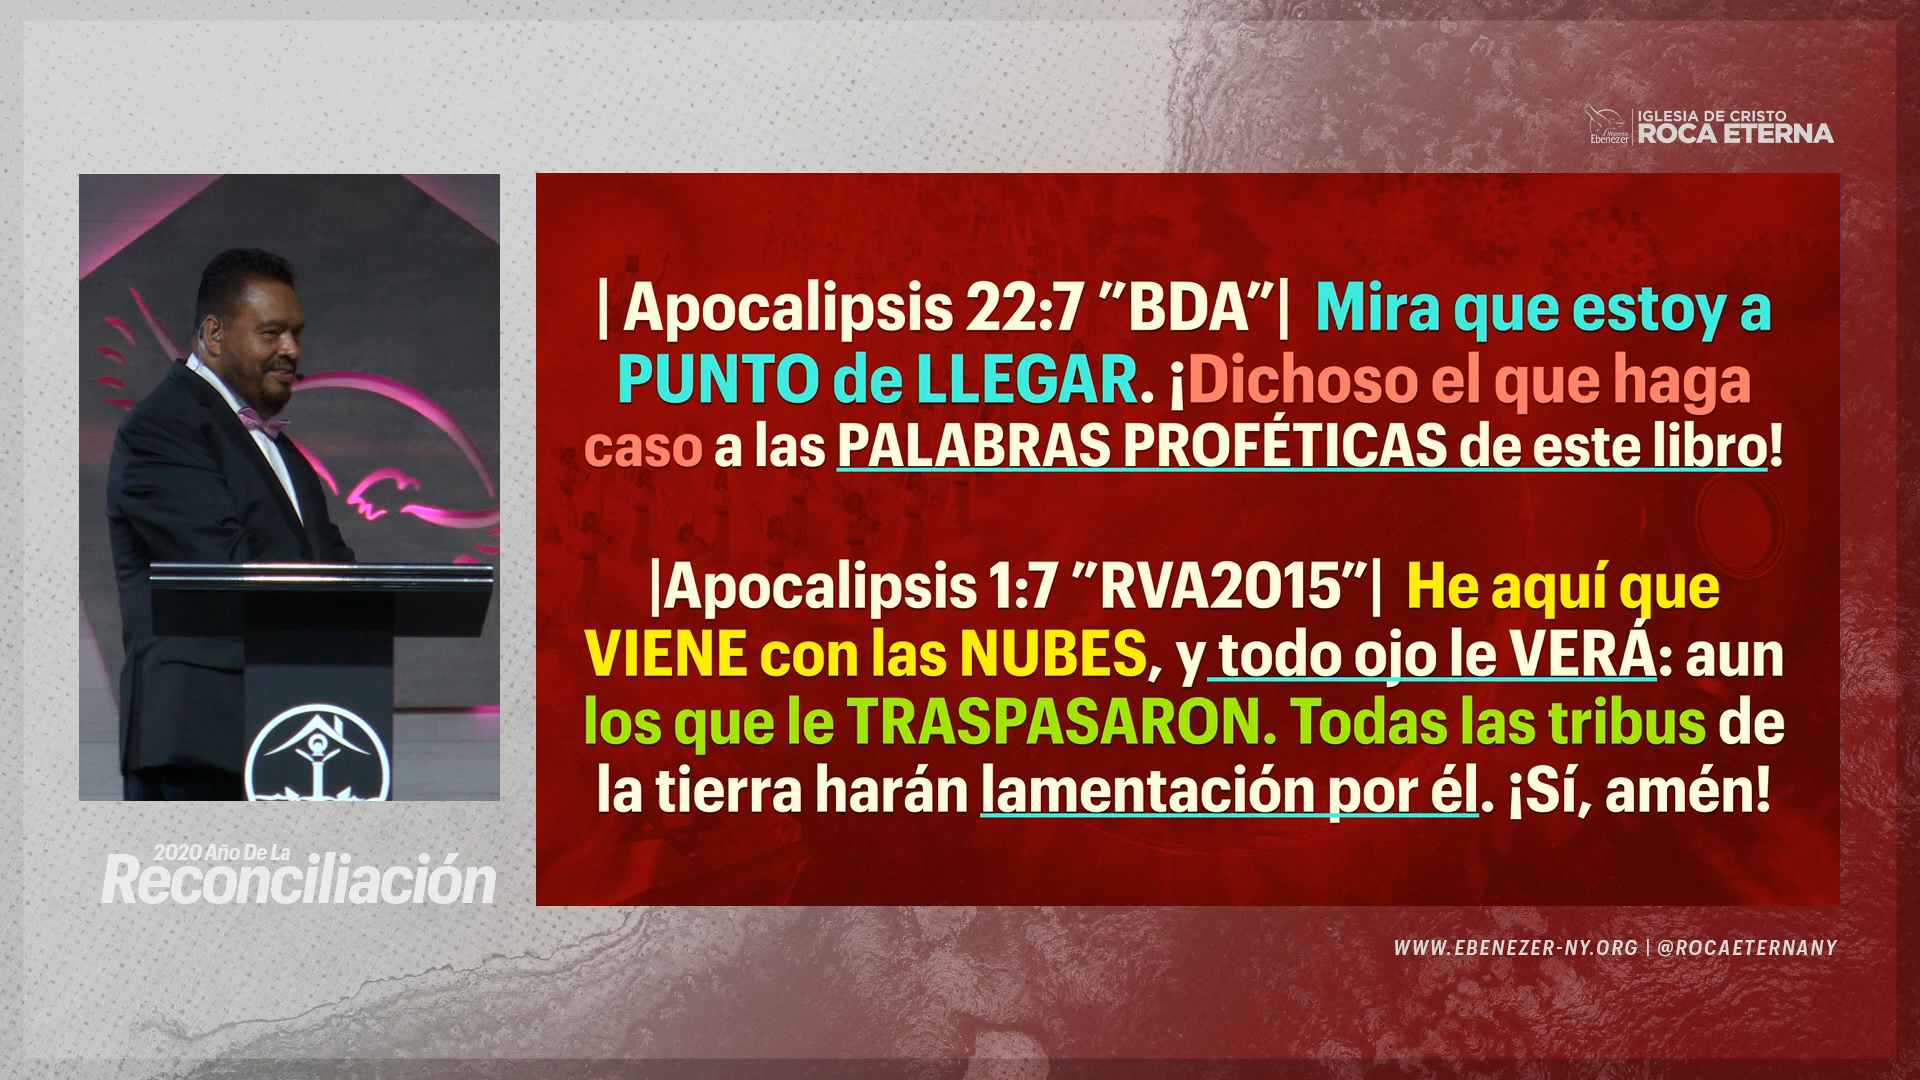 IGLESIA DE CRISTO
ROCA ETERNA
Ministerios
Ebenezer
| Apocalipsis 22:7 ”BDA”| Mira que estoy a
PUNTO de LLEGAR. ¡Dichoso el que haga
caso a las PALABRAS PROFÉTICAS de este libro!
|Apocalipsis 1:7 ”RVA2015”| He aquí que
VIENE con las NUBES, y todo ojo le VERÁ: aun
los que le TRASPASARON. Todas las tribus de
la tierra harán lamentación por él. ¡Sí, amén!
2020 Año De La
Reconciliación
WWW.EBENEZER-NY.ORG | @ROCAETERNANY